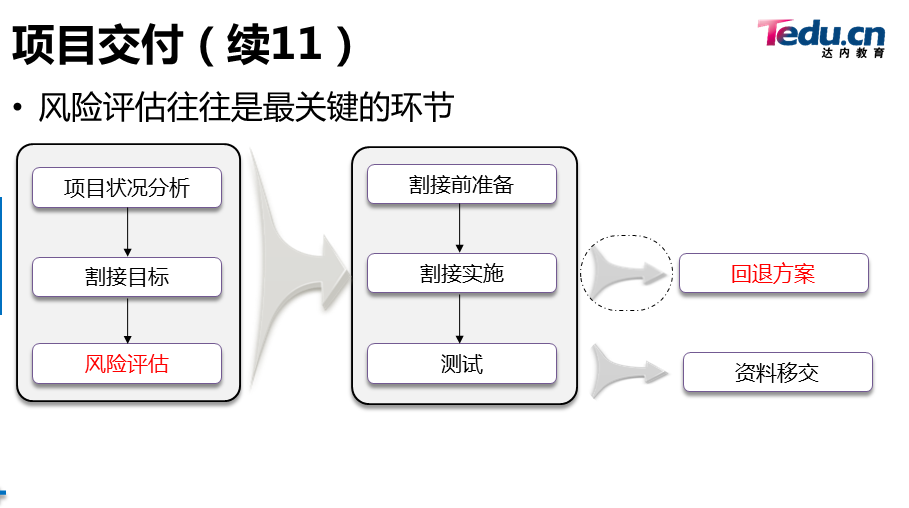 项目交付（续11）
Tedu.cn
达内教育
• 风险评估往往是最关键的环节
项目状况分析
割接目标
风险评估
割接前准备
割接实施
测试
回退方案
资料移交